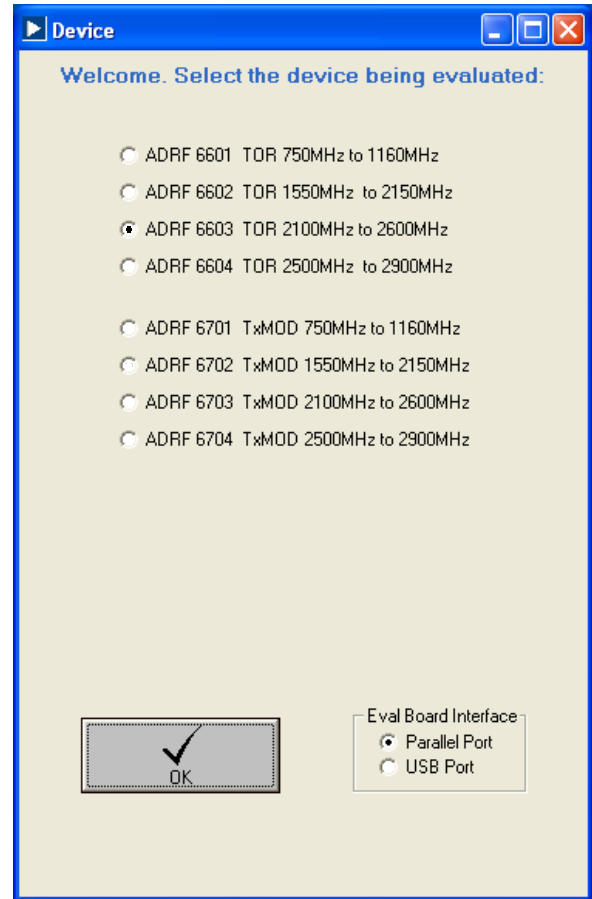 Device
Welcome. Select the device being evaluated:
ADRF 6601 TOR 750MHz to 1160MHz
ADRF 6602 TOR 1550MHz to 2150MHz
ADRF 6603 TOR 2100MHz to 2600MHz
ADRF 6604 TOR 2500MHz to 2900MHz
ADRF 6701 TxMOD 750MHz to 1160MHz
ADRF 6702 TxMOD 1550MHz to 2150MHz
ADRF 6703 TxMOD 2100MHz to 2600MHz
ADRF 6704 TxMOD 2500MHz to 2900MHz
Eval Board Interface
Parallel Port
USB Port
OK